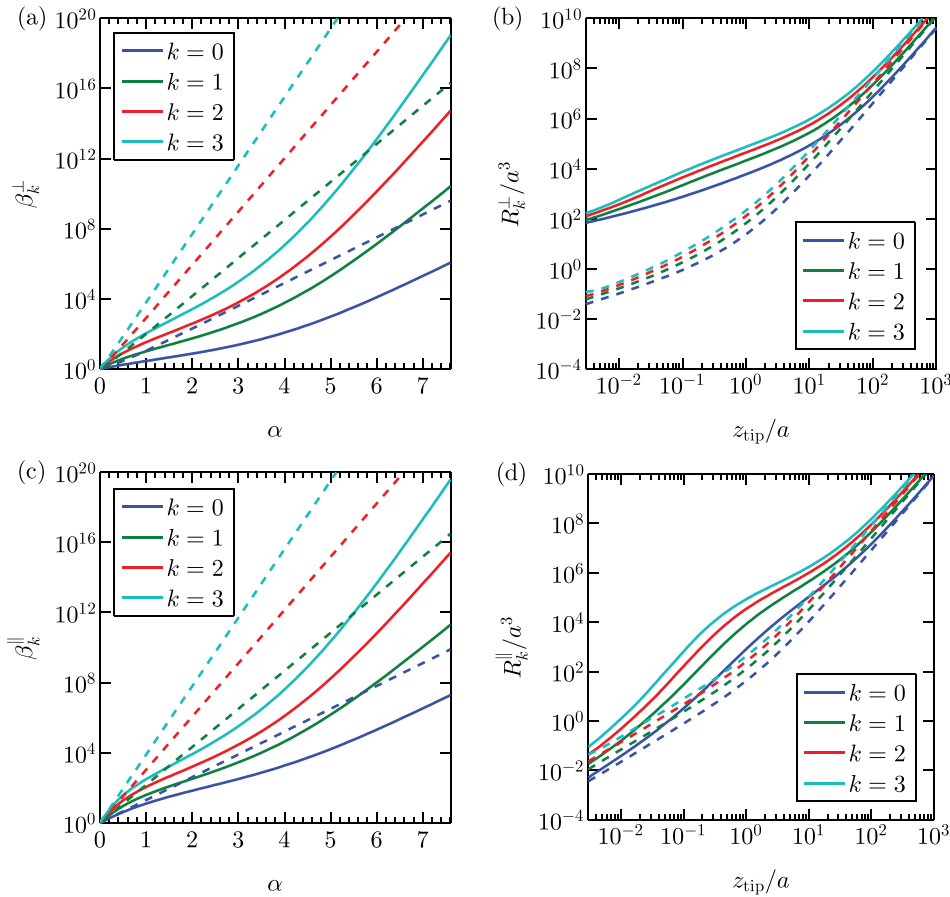 (a)
10^20
10^16
10^12
10^8
10^4
10^0
β_k^⊥
k = 0
k = 1
k = 2
k = 3
0 1 2 3 4 5 6 7
α
(b)
10^10
10^8
10^6
10^4
10^2
10^0
10^−2
10^−4
R_k^⊥/a^3
k = 0
k = 1
k = 2
k = 3
10^−2 10^−1 10^0 10^1 10^2 10^3
z_tip/a
(c)
10^20
10^16
10^12
10^8
10^4
10^0
β_k^∥
k = 0
k = 1
k = 2
k = 3
0 1 2 3 4 5 6 7
α
(d)
10^10
10^8
10^6
10^4
10^2
10^0
10^−2
10^−4
R_k^∥/a^3
k = 0
k = 1
k = 2
k = 3
10^−2 10^−1 10^0 10^1 10^2 10^3
z_tip/a